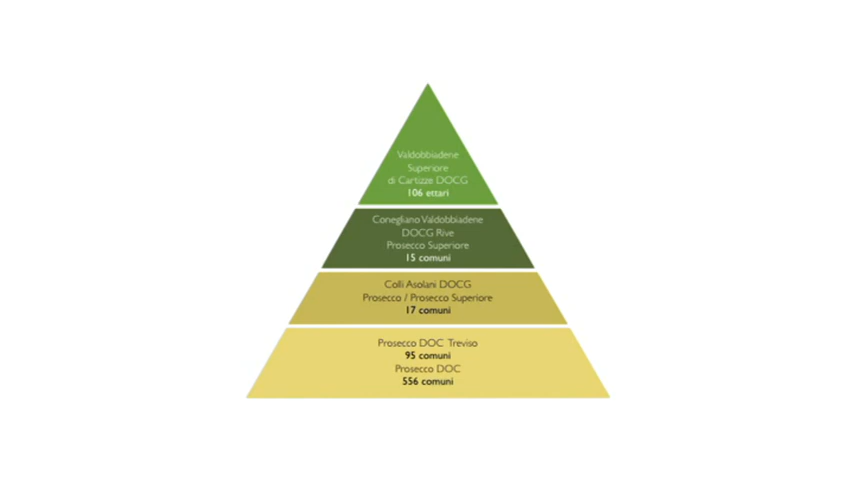 Valdobbiadene
Superiore
di Cartizze DOCG
106 ettari
Conegliano Valdobbiadene
DOCG Rive
Prosecco Superiore
15 comuni
Colli Asolani DOCG
Prosecco / Prosecco Superiore
17 comuni
Prosecco DOC Treviso
95 comuni
Prosecco DOC
556 comuni